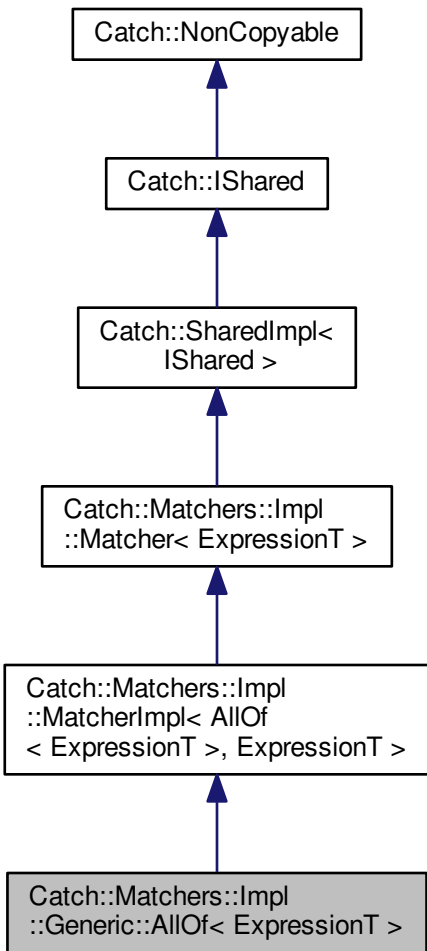 Catch::NonCopyable
Catch::IShared
Catch::SharedImpl<
IShared >
Catch::Matchers::Impl
::Matcher< ExpressionT >
Catch::Matchers::Impl
::MatcherImpl< AllOf
< ExpressionT >, ExpressionT >
Catch::Matchers::Impl
::Generic::AllOf< ExpressionT >